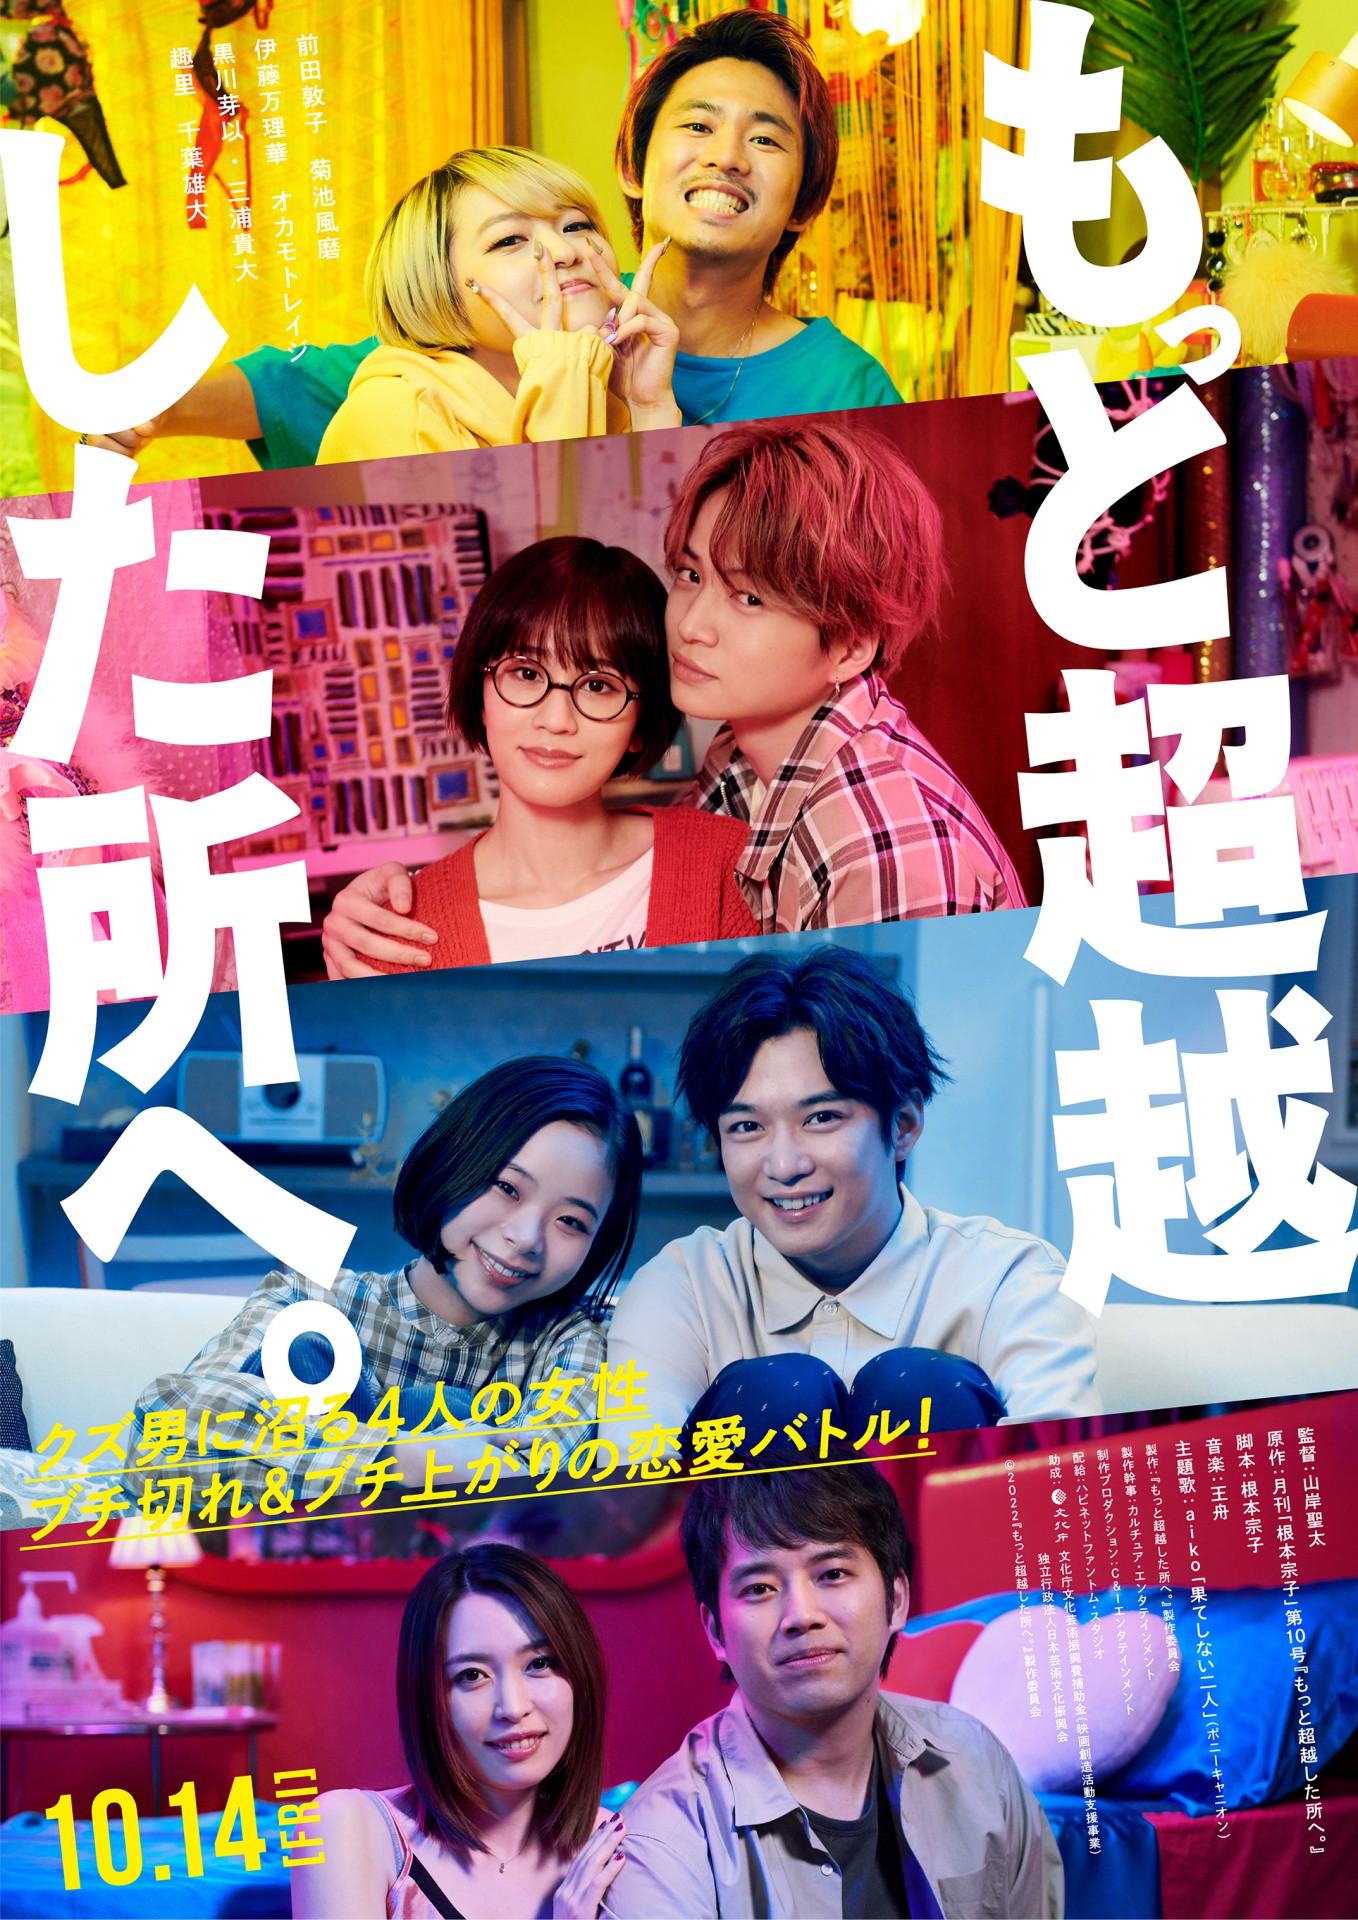 もっと超越
した所へ。
前田敦子 菊池風磨
伊藤万理華 オカモトレイジ
黒川芽以・三浦貴大
趣里 千葉雄大
クズ男に沼る4人の女性
ブチ切れ&ブチ上がりの恋愛バトル!
監督:山岸聖太
原作:月刊「根本宗子」第10号『もっと超越した所へ。』
脚本:根本宗子
音楽:王舟
主題歌:aiko「果てしない二人」(ポニーキャニオン)
製作:『もっと超越した所へ。』製作委員会
製作幹事:カルチュア・エンタテインメント
制作プロダクション:C&Iエンタテインメント
配給:ハピネットファントム・スタジオ
助成:文化庁 文化庁文化芸術振興費補助金(映画創造活動支援事業)
独立行政法人日本芸術文化振興会
©2022『もっと超越した所へ。』製作委員会
10.14[FRI]